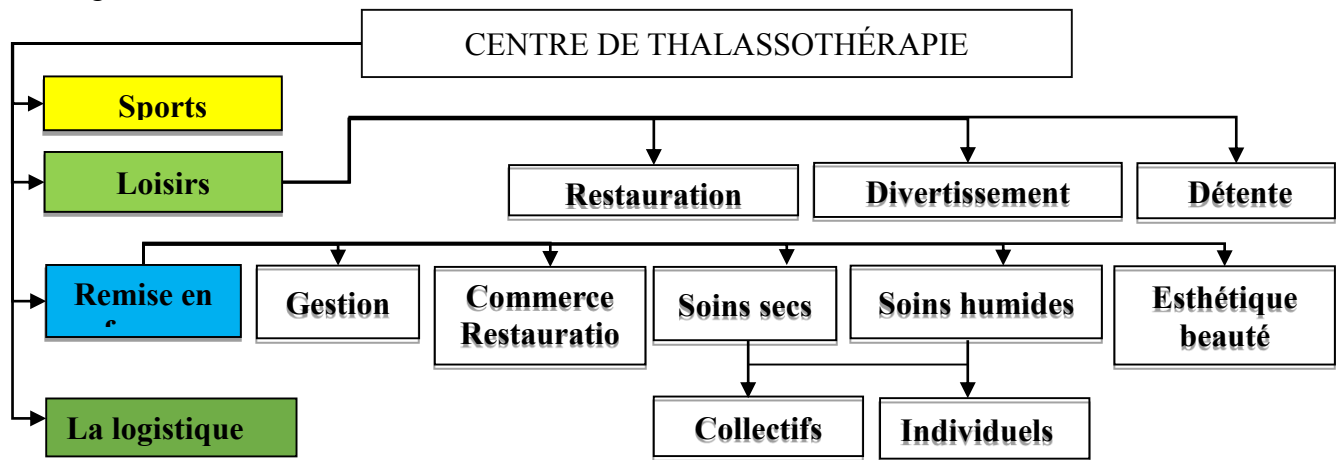 CENTRE DE THALASSOTHÉRAPIE
Sports
Loisirs
Restauration
Divertissement
Détente
Remise en
Gestion
Commerce
Restauratio
Soins secs
Soins humides
Esthétique
beauté
La logistique
Collectifs
Individuels